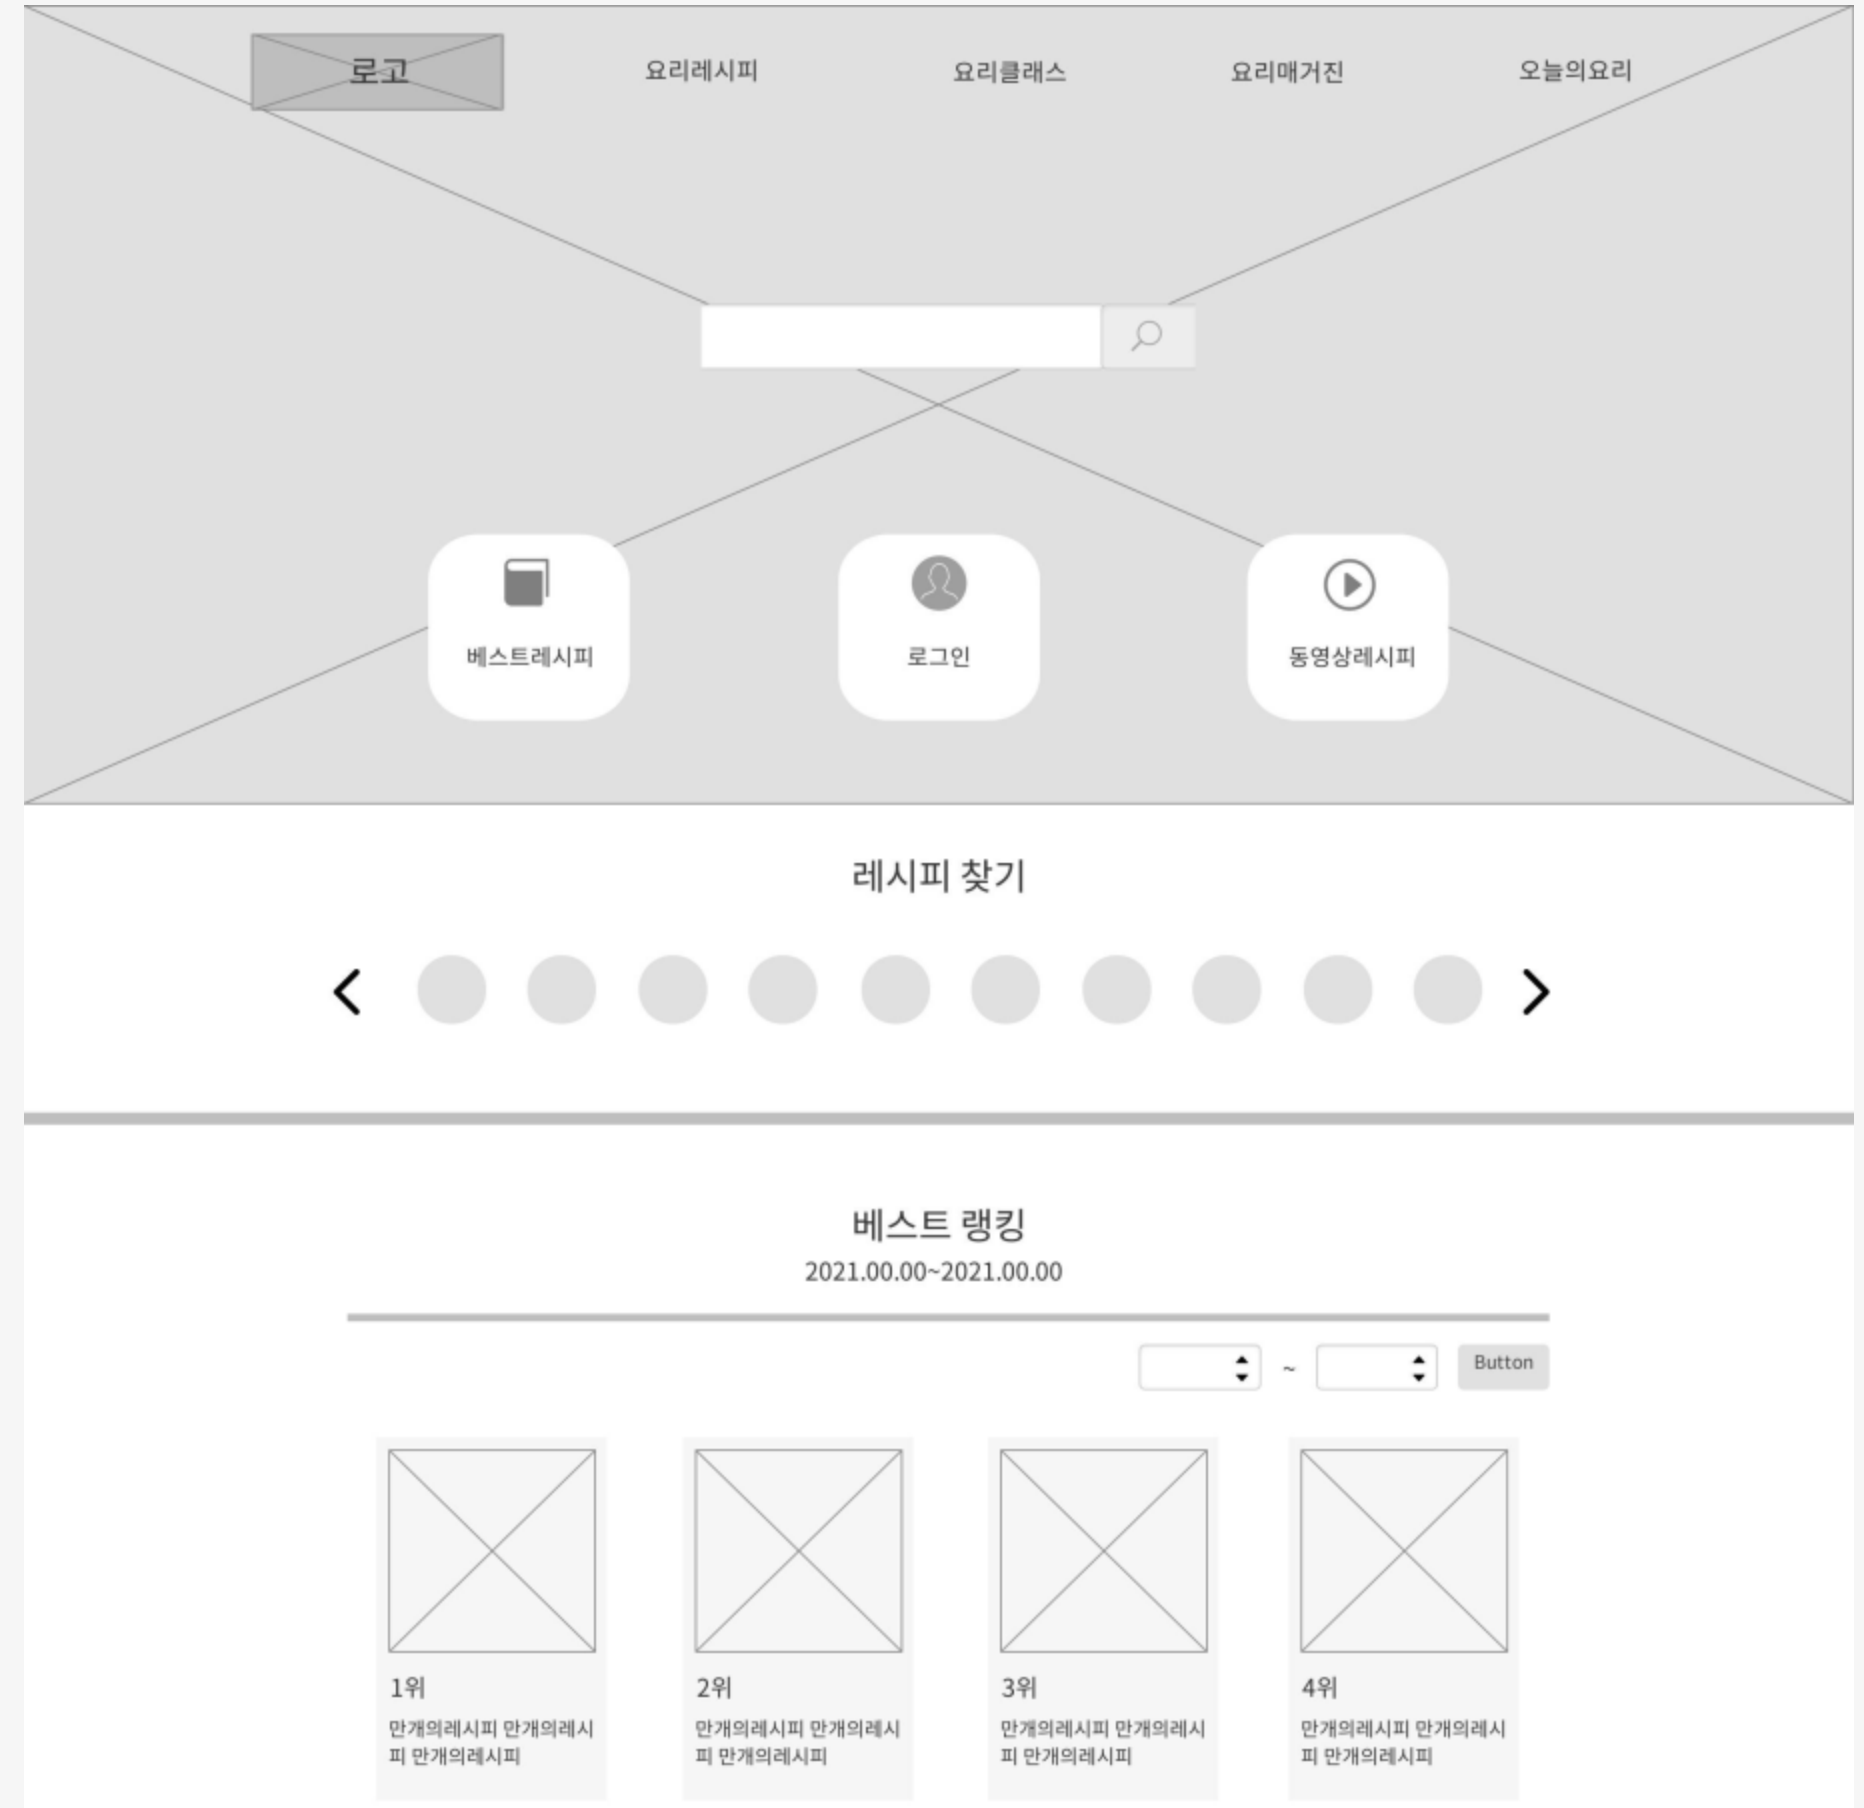 로고
요리레시피
요리클래스
요리매거진
오늘의요리
베스트레시피
로그인
동영상레시피
레시피 찾기
베스트 랭킹
2021.00.00~2021.00.00
~
Button
1위
만개의레시피 만개의레시
피 만개의레시피
2위
만개의레시피 만개의레시
피 만개의레시피
3위
만개의레시피 만개의레시
피 만개의레시피
4위
만개의레시피 만개의레시
피 만개의레시피